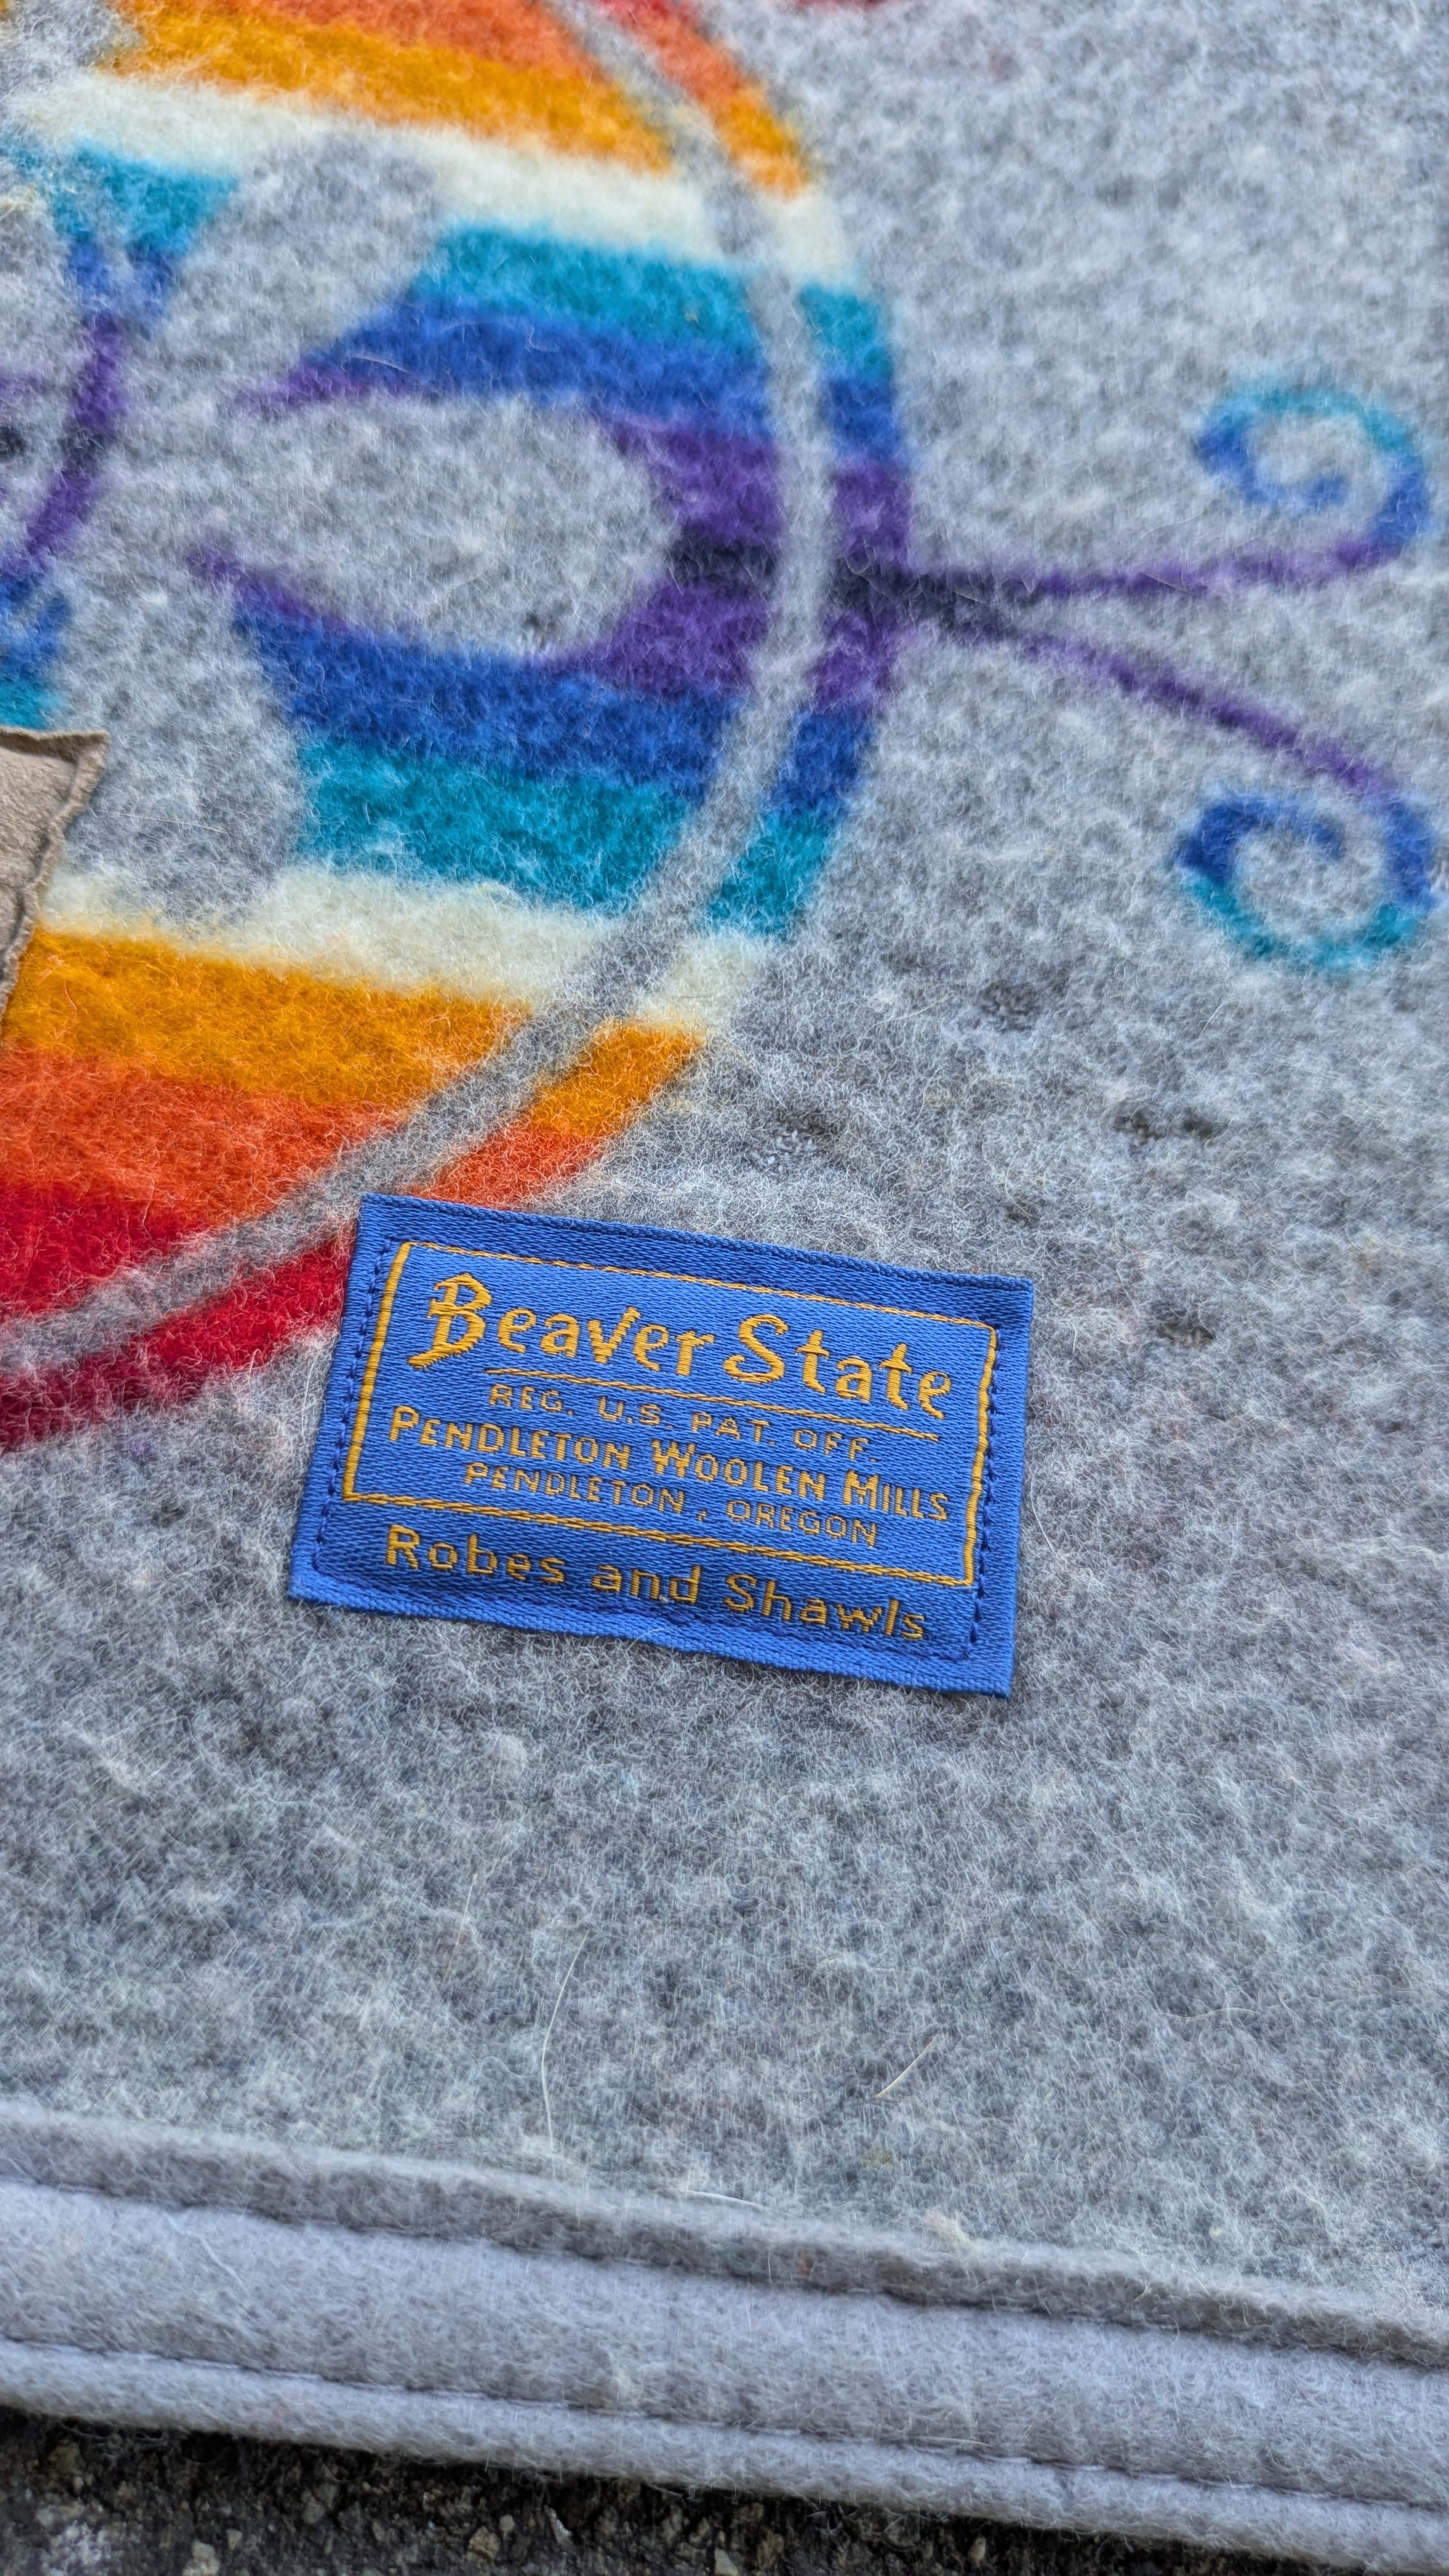 Beaver State
REG. U.S. PAT. OFF.
PENDLETON WOOLEN MILLS
PENDLETON, OREGON
Robes and Shawls